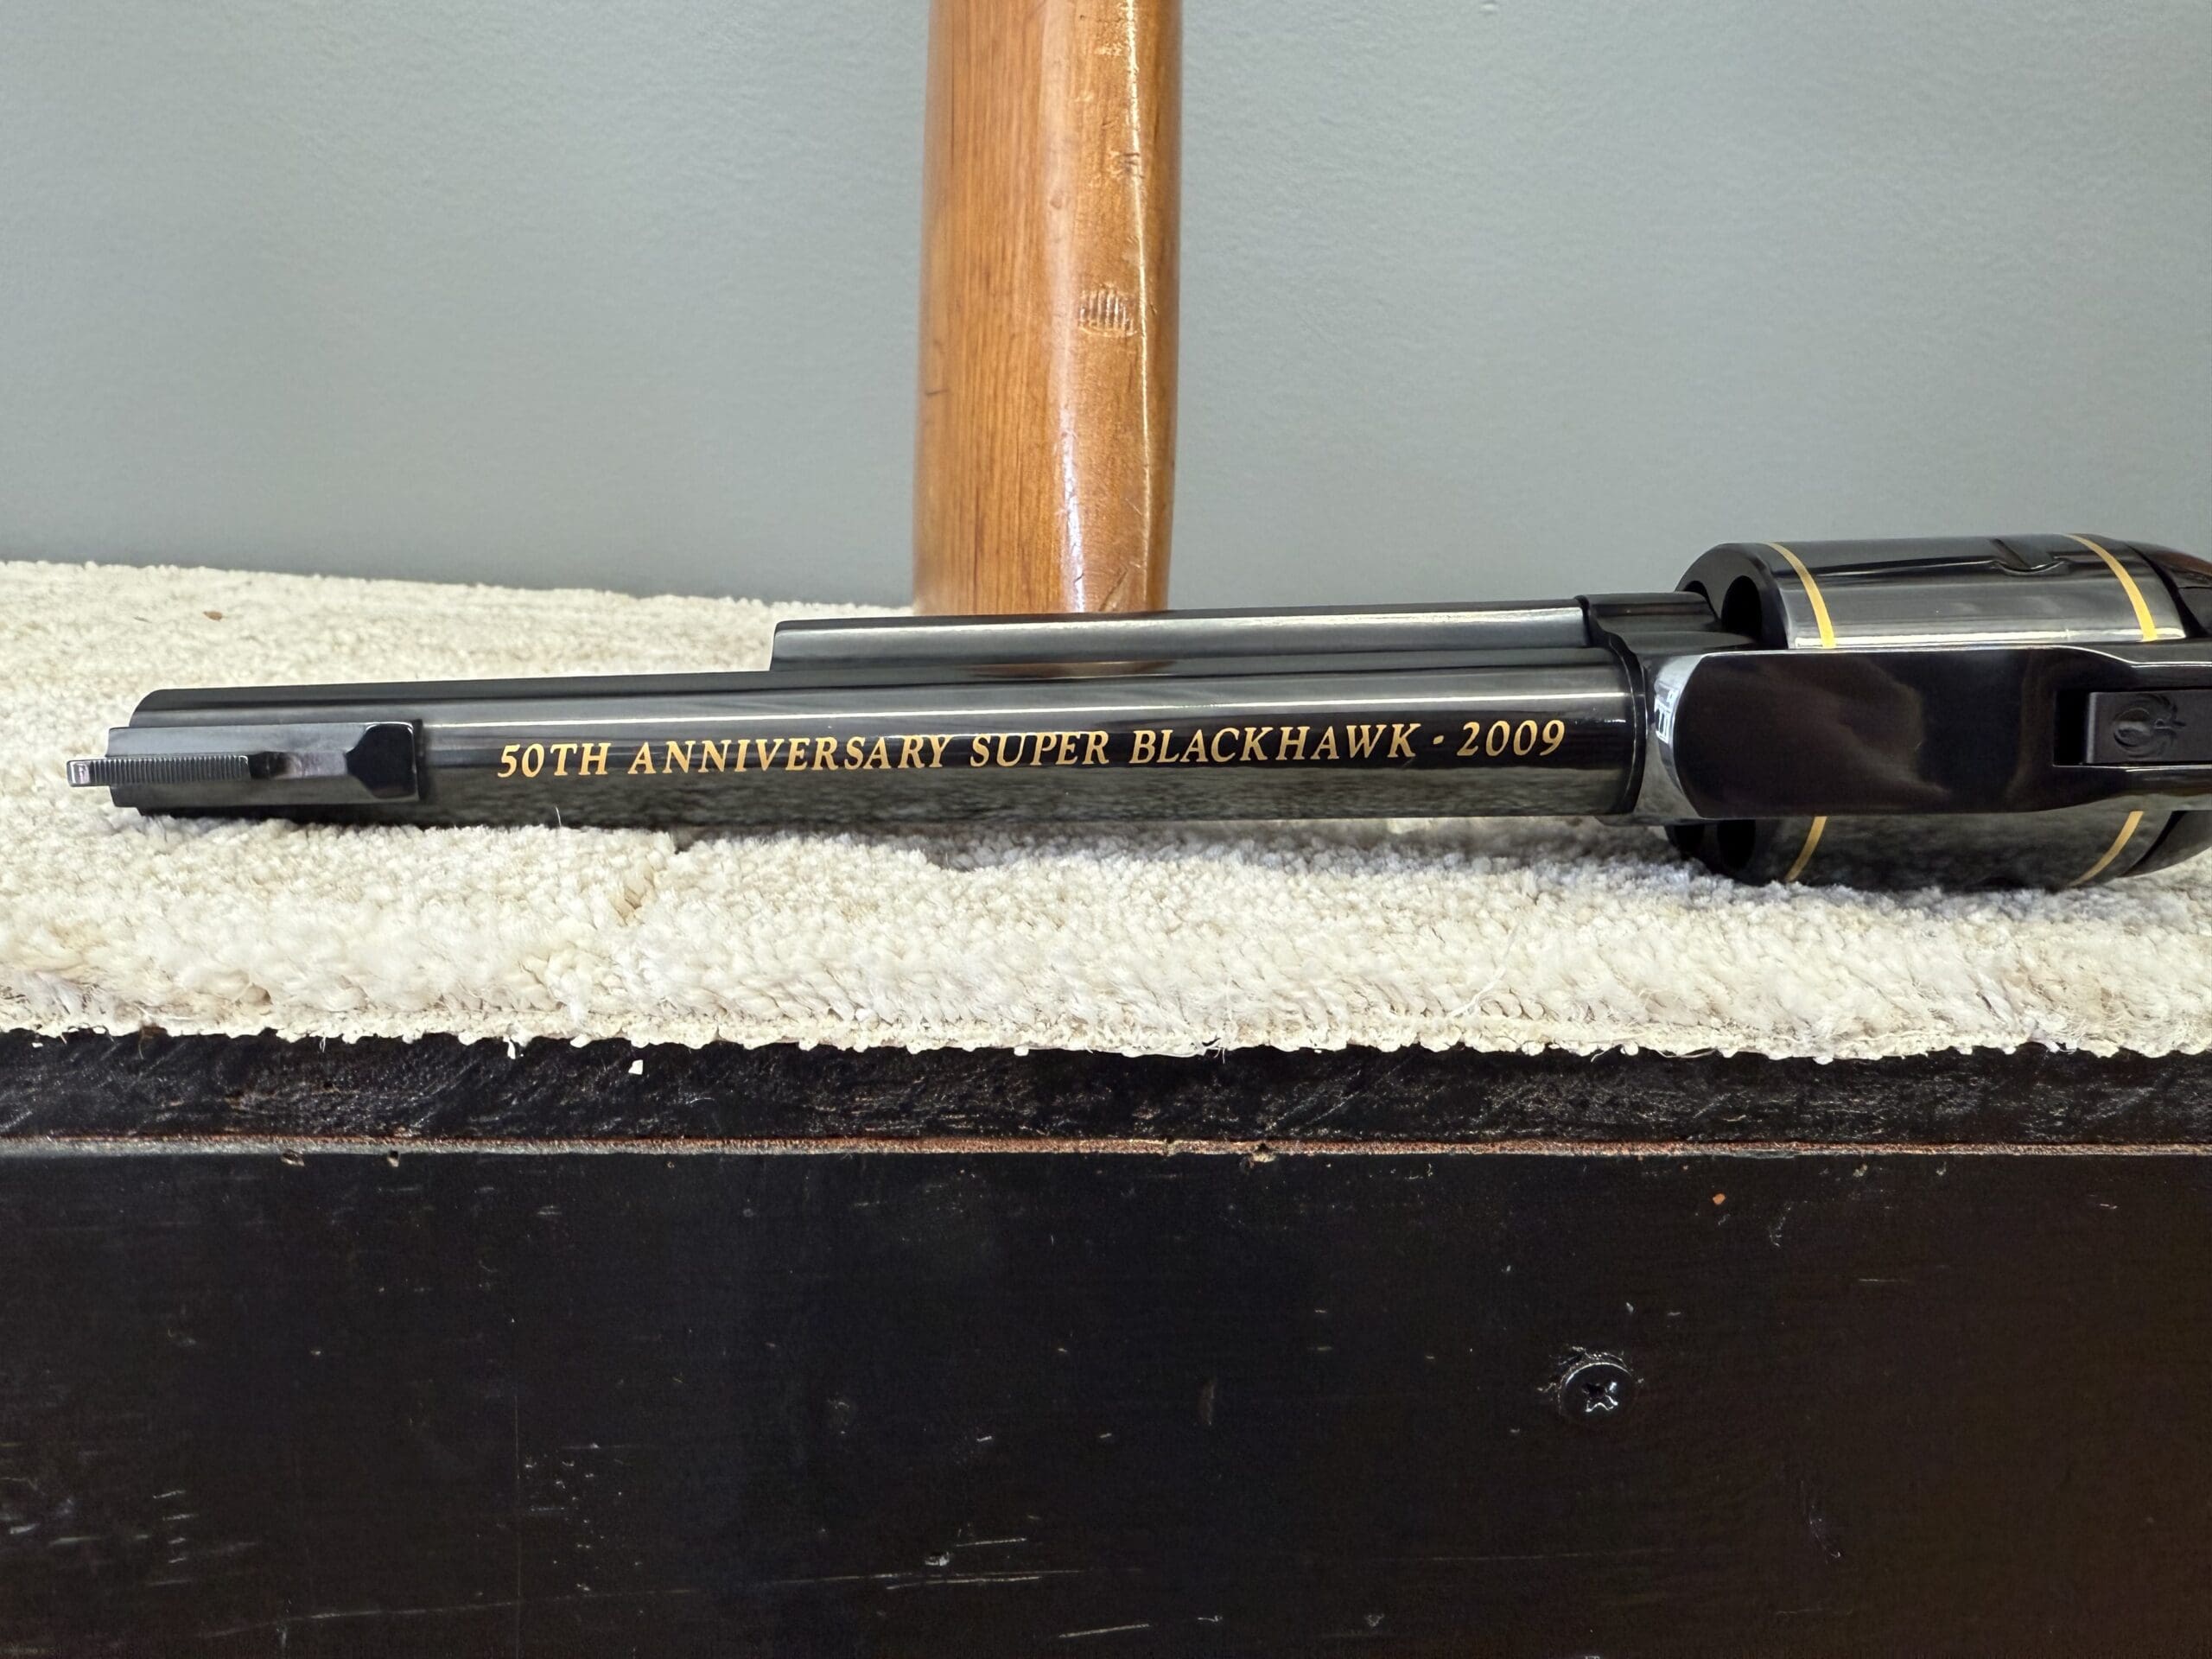 50TH ANNIVERSARY SUPER BLACKHAWK · 2009